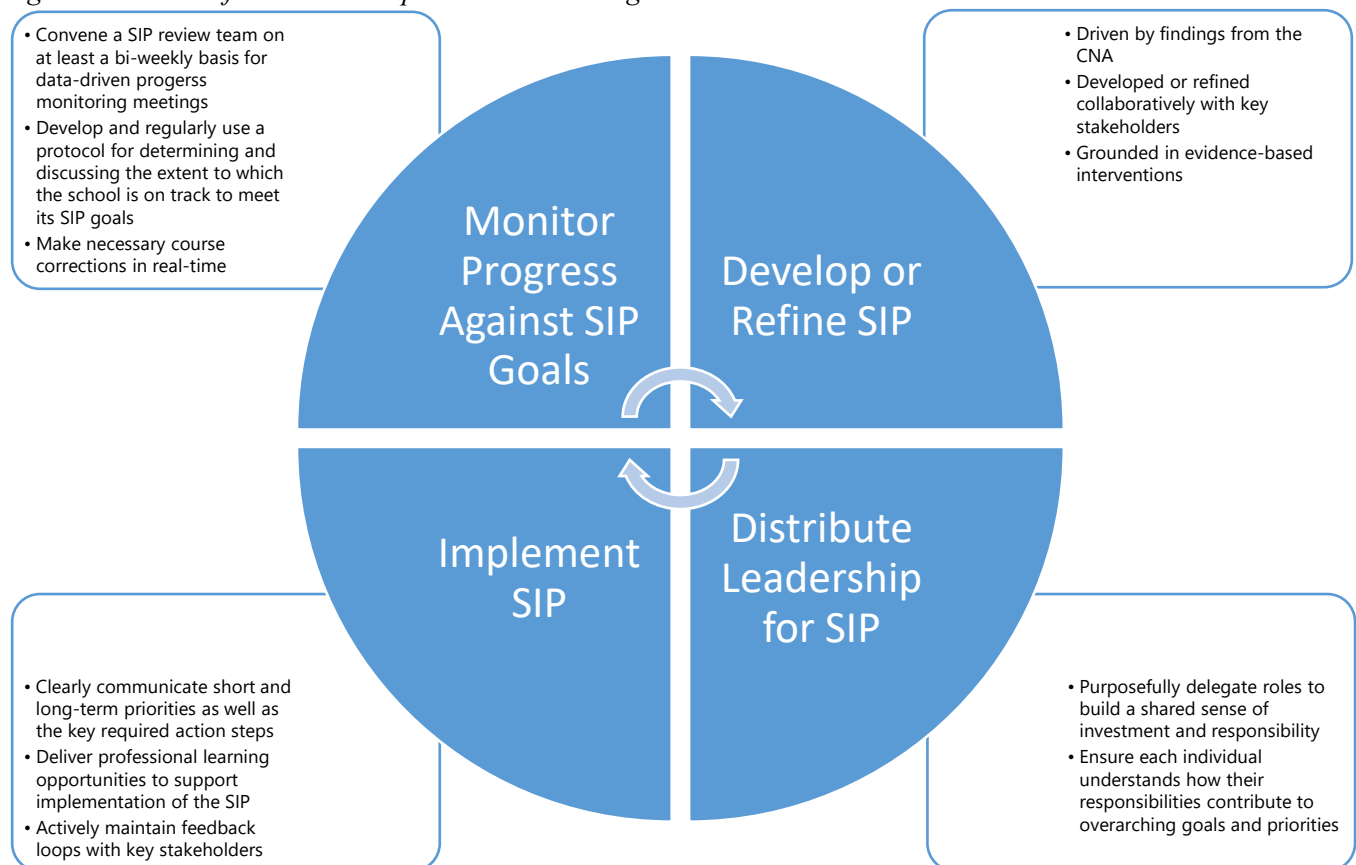 • Convene a SIP review team on
at least a bi-weekly basis for
data-driven progerss
monitoring meetings
• Develop and regularly use a
protocol for determining and
discussing the extent to which
the school is on track to meet
its SIP goals
• Make necessary course
corrections in real-time
• Driven by findings from the
CNA
• Developed or refined
collaboratively with key
stakeholders
• Grounded in evidence-based
interventions
Monitor
Progress
Against SIP
Goals
Develop or
Refine SIP
Implement
SIP
Distribute
Leadership
for SIP
• Clearly communicate short and
long-term priorities as well as
the key required action steps
• Deliver professional learning
opportunities to support
implementation of the SIP
• Actively maintain feedback
loops with key stakeholders
• Purposefully delegate roles to
build a shared sense of
investment and responsibility
• Ensure each individual
understands how their
responsibilities contribute to
overarching goals and priorities